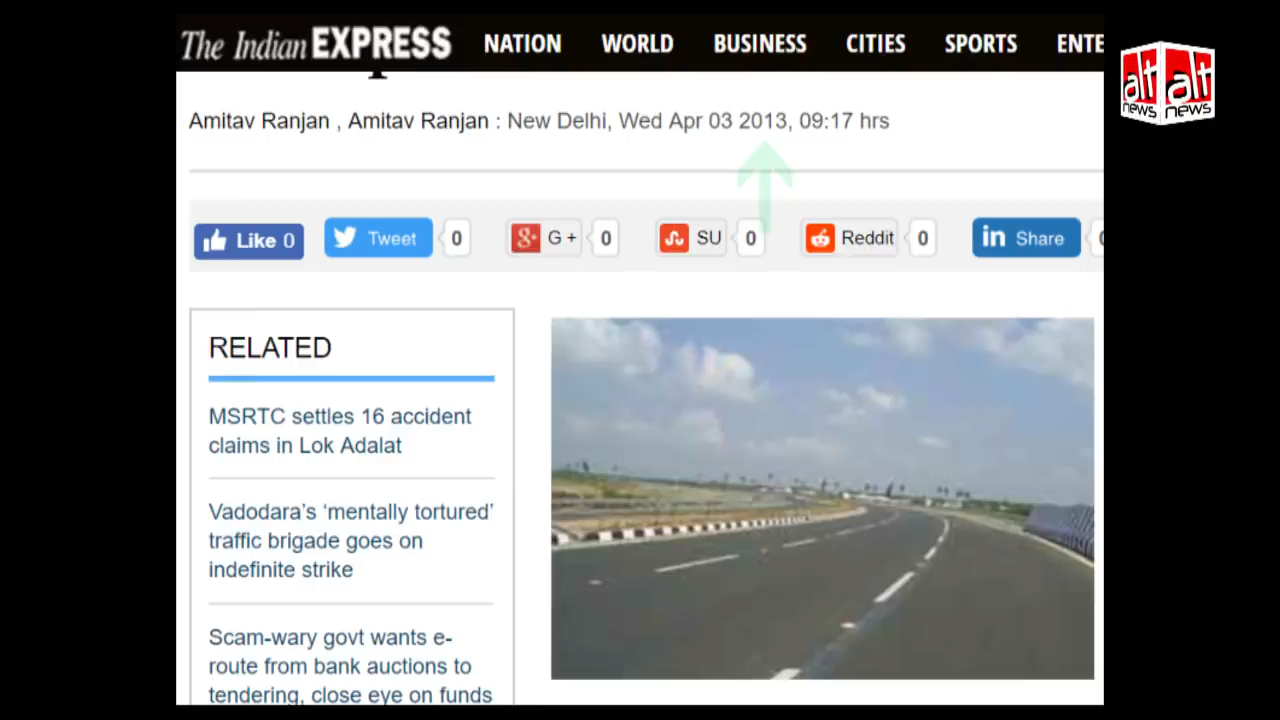 The Indian EXPRESS NATION WORLD BUSINESS CITIES SPORTS ENTE
alt news alt news
Amitav Ranjan , Amitav Ranjan : New Delhi, Wed Apr 03 2013, 09:17 hrs
Like 0 Tweet 0 G + 0 SU 0 Reddit 0 in Share
RELATED
MSRTC settles 16 accident
claims in Lok Adalat
Vadodara’s ‘mentally tortured’
traffic brigade goes on
indefinite strike
Scam-wary govt wants e-
route from bank auctions to
tendering, close eye on funds